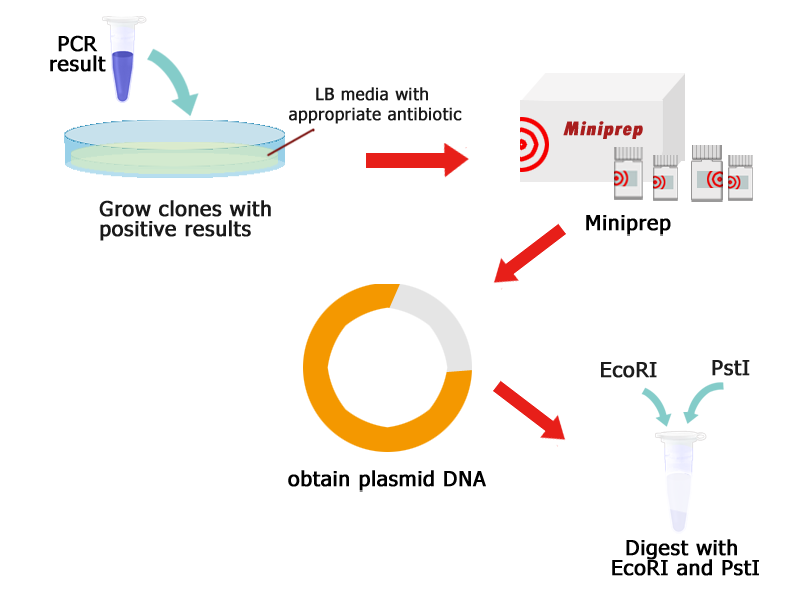 PCR
result
LB media with
appropriate antibiotic
Grow clones with
positive results
Miniprep
Miniprep
obtain plasmid DNA
EcoRI
PstI
Digest with
EcoRI and PstI